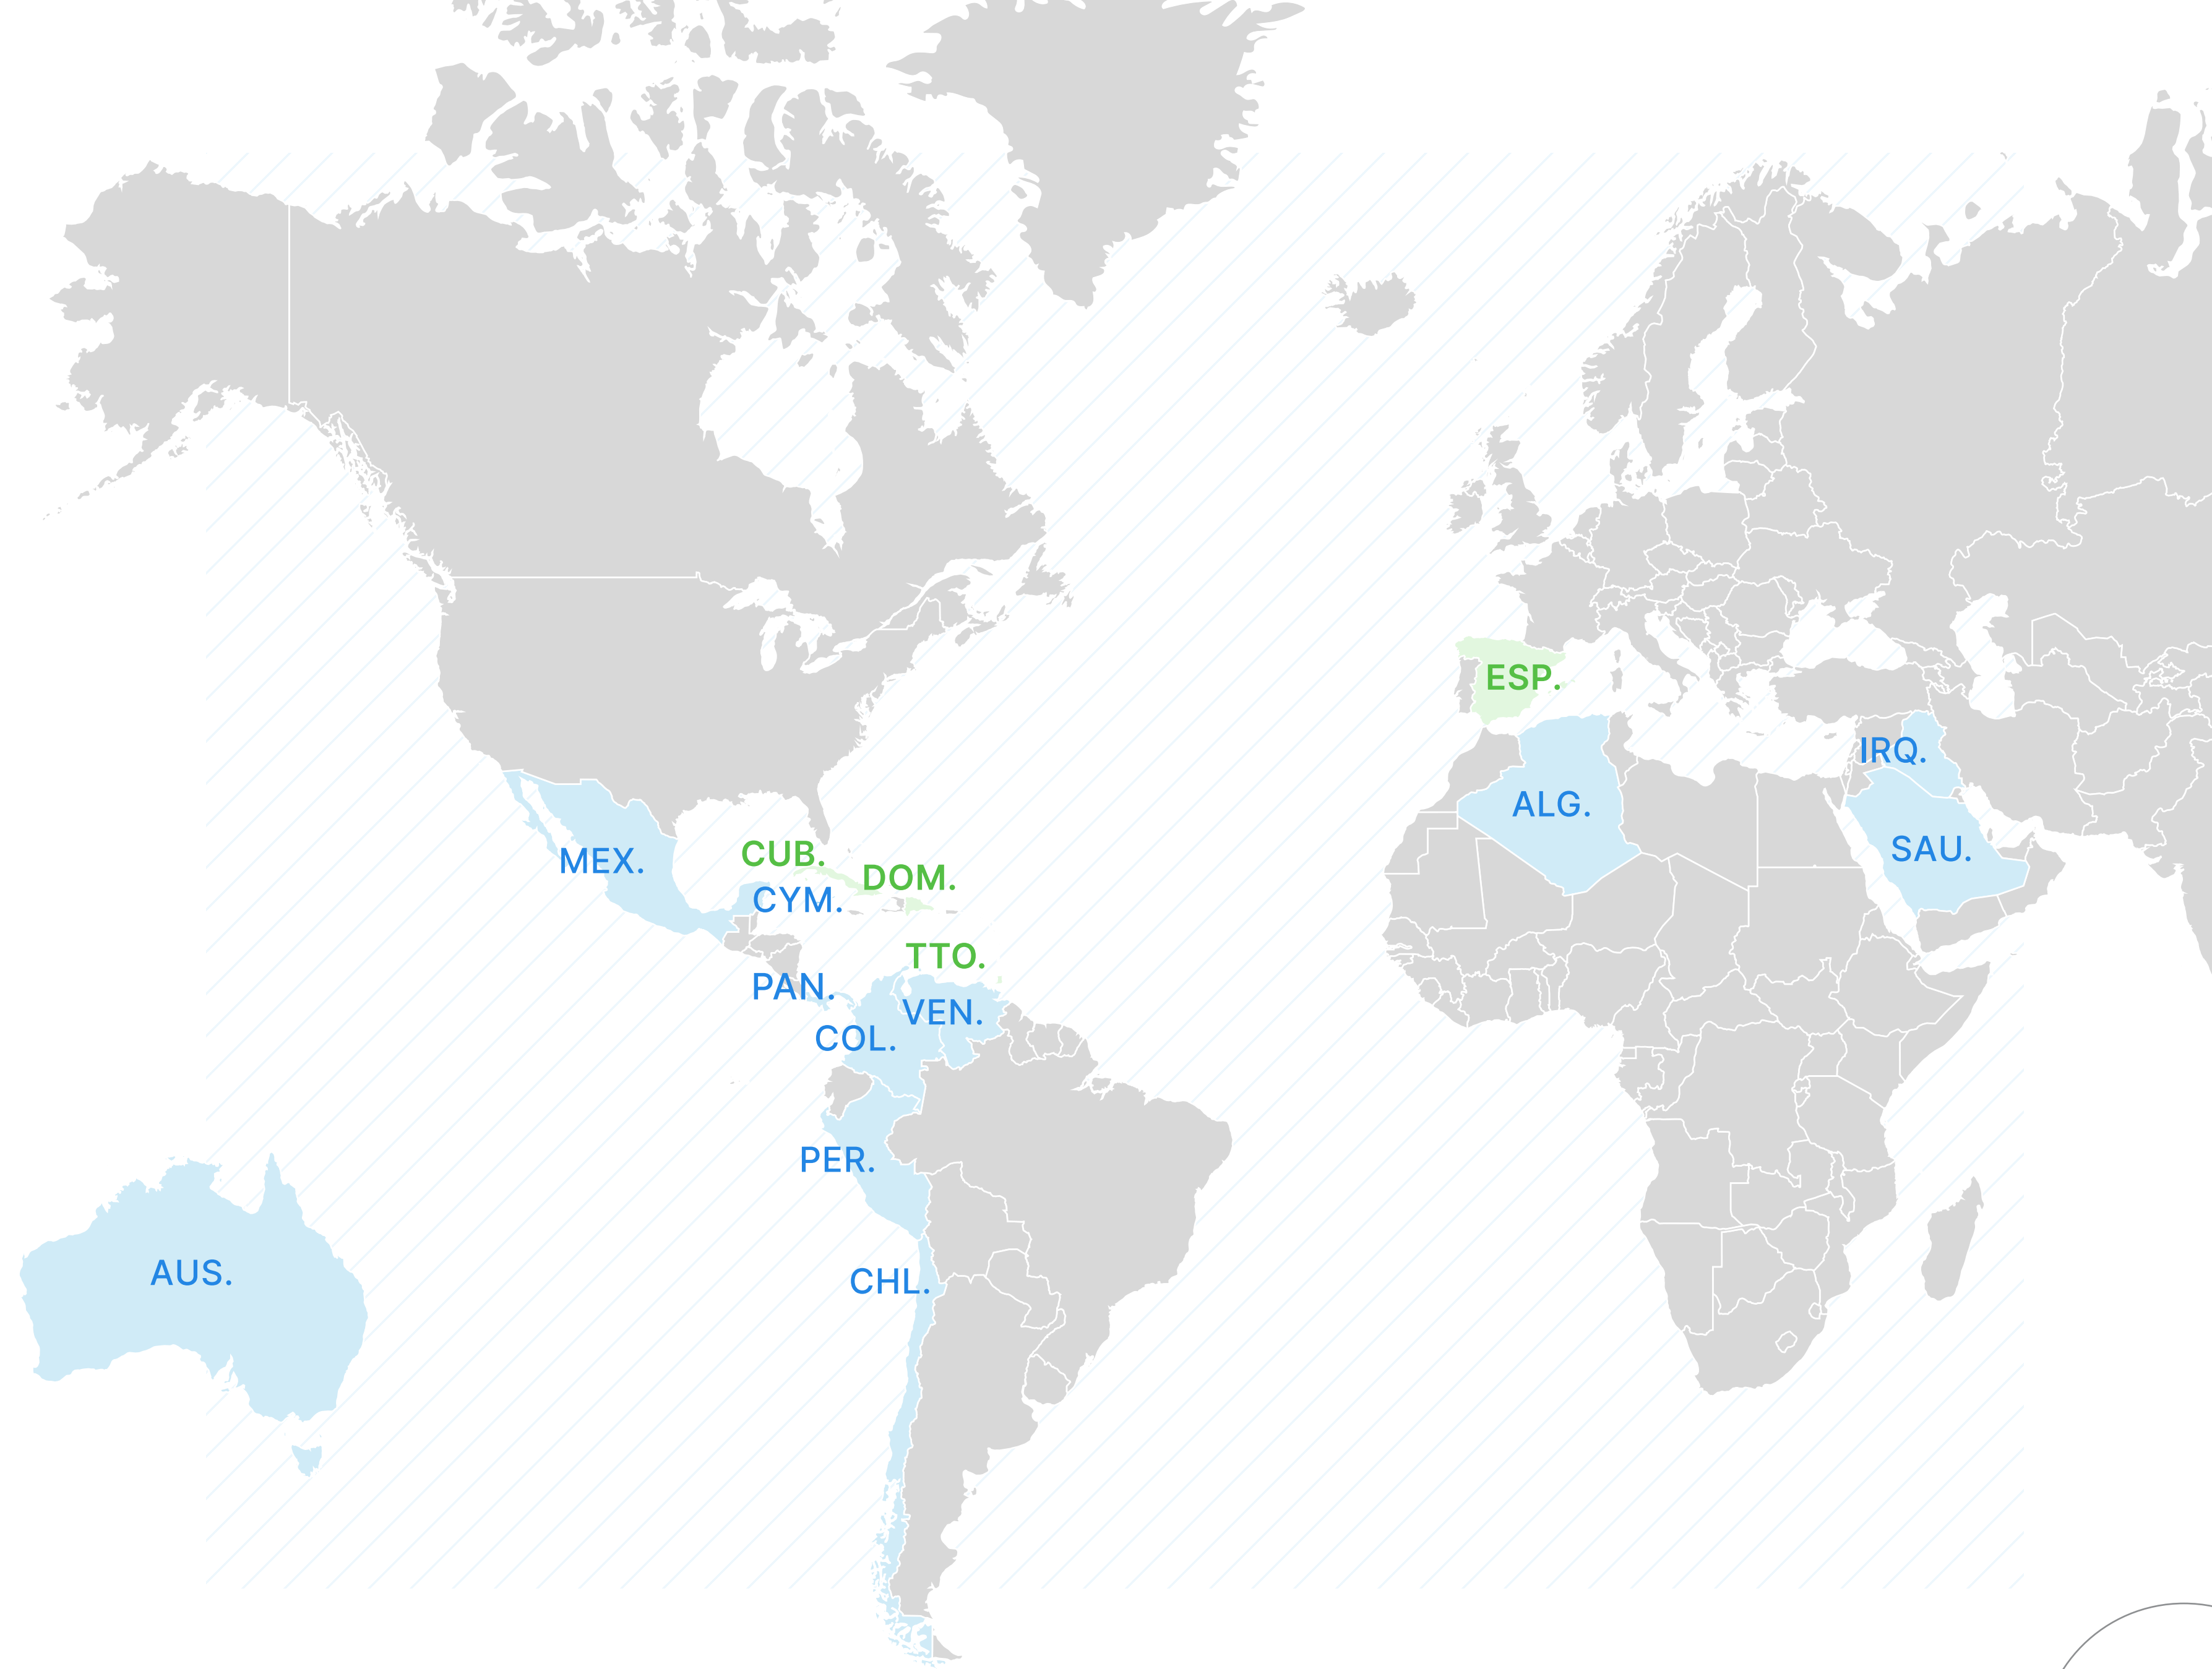 ESP.
IRQ.
ALG.
SAU.
MEX.
CUB.
DOM.
CYM.
TTO.
PAN.
VEN.
COL.
PER.
AUS.
CHL.